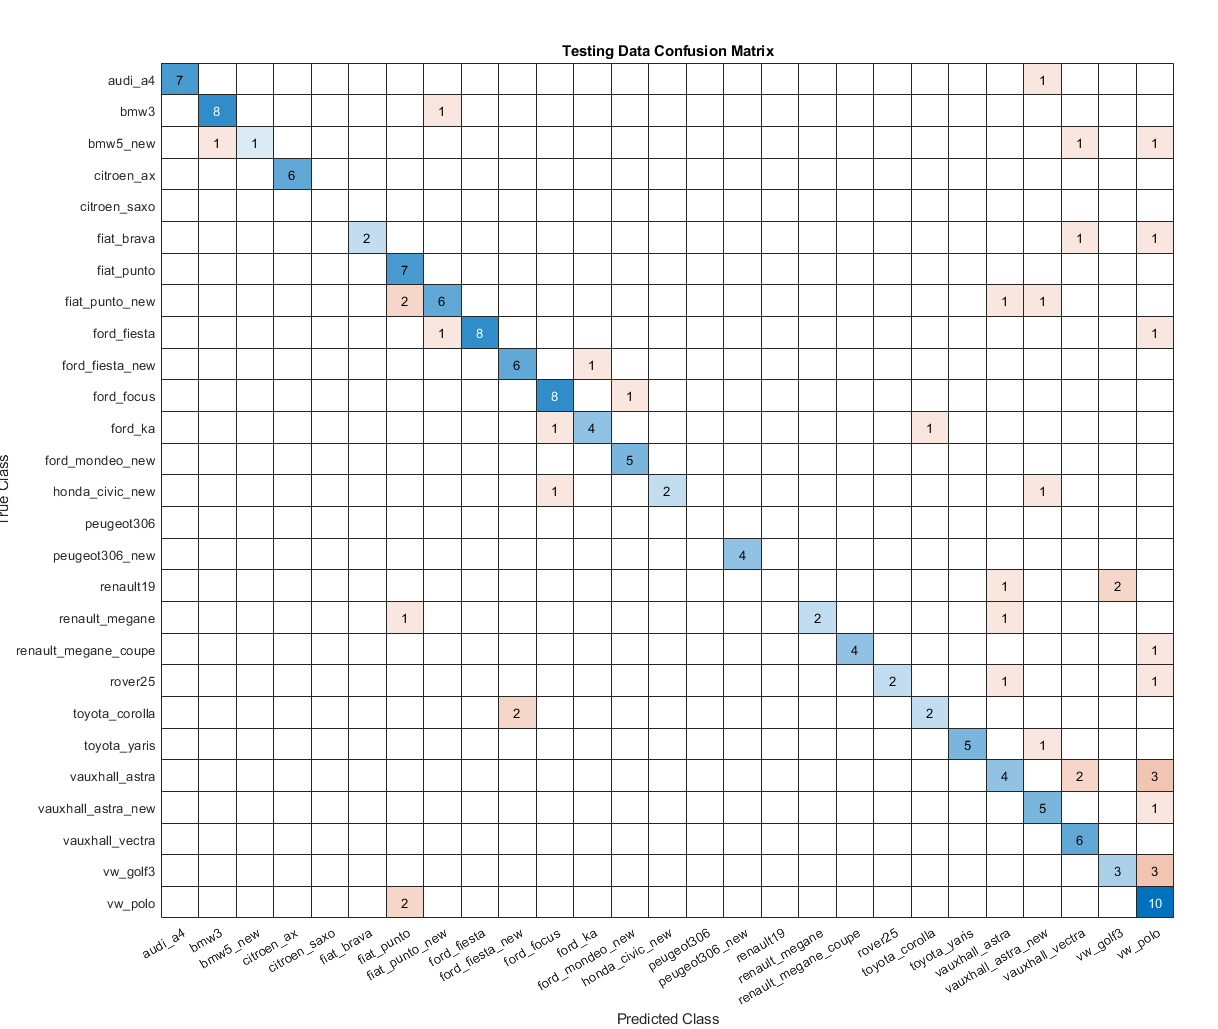 Testing Data Confusion Matrix
audi_a4 7 1
bmw3 8 1
bmw5_new 1 1 1 1
citroen_ax 6
citroen_saxo
fiat_brava 2 1 1
fiat_punto 7
fiat_punto_new 2 6 1 1
ford_fiesta 1 8 1
ford_fiesta_new 6 1
ford_focus 8 1
ford_ka 1 4 1
ford_mondeo_new 5
honda_civic_new 1 2 1
peugeot306
peugeot306_new 4
renault19 1 2
renault_megane 1 2 1
renault_megane_coupe 4 1
rover25 2 1 1
toyota_corolla 2 2
toyota_yaris 5 1
vauxhall_astra 4 2 3
vauxhall_astra_new 5 1
vauxhall_vectra 6
vw_golf3 3 3
vw_polo 2 10
True Class
audi_a4
bmw3
bmw5_new
citroen_ax
citroen_saxo
fiat_brava
fiat_punto
fiat_punto_new
ford_fiesta
ford_fiesta_new
ford_focus
ford_ka
ford_mondeo_new
honda_civic_new
peugeot306
peugeot306_new
renault19
renault_megane
renault_megane_coupe
rover25
toyota_corolla
toyota_yaris
vauxhall_astra
vauxhall_astra_new
vauxhall_vectra
vw_golf3
vw_polo
Predicted Class